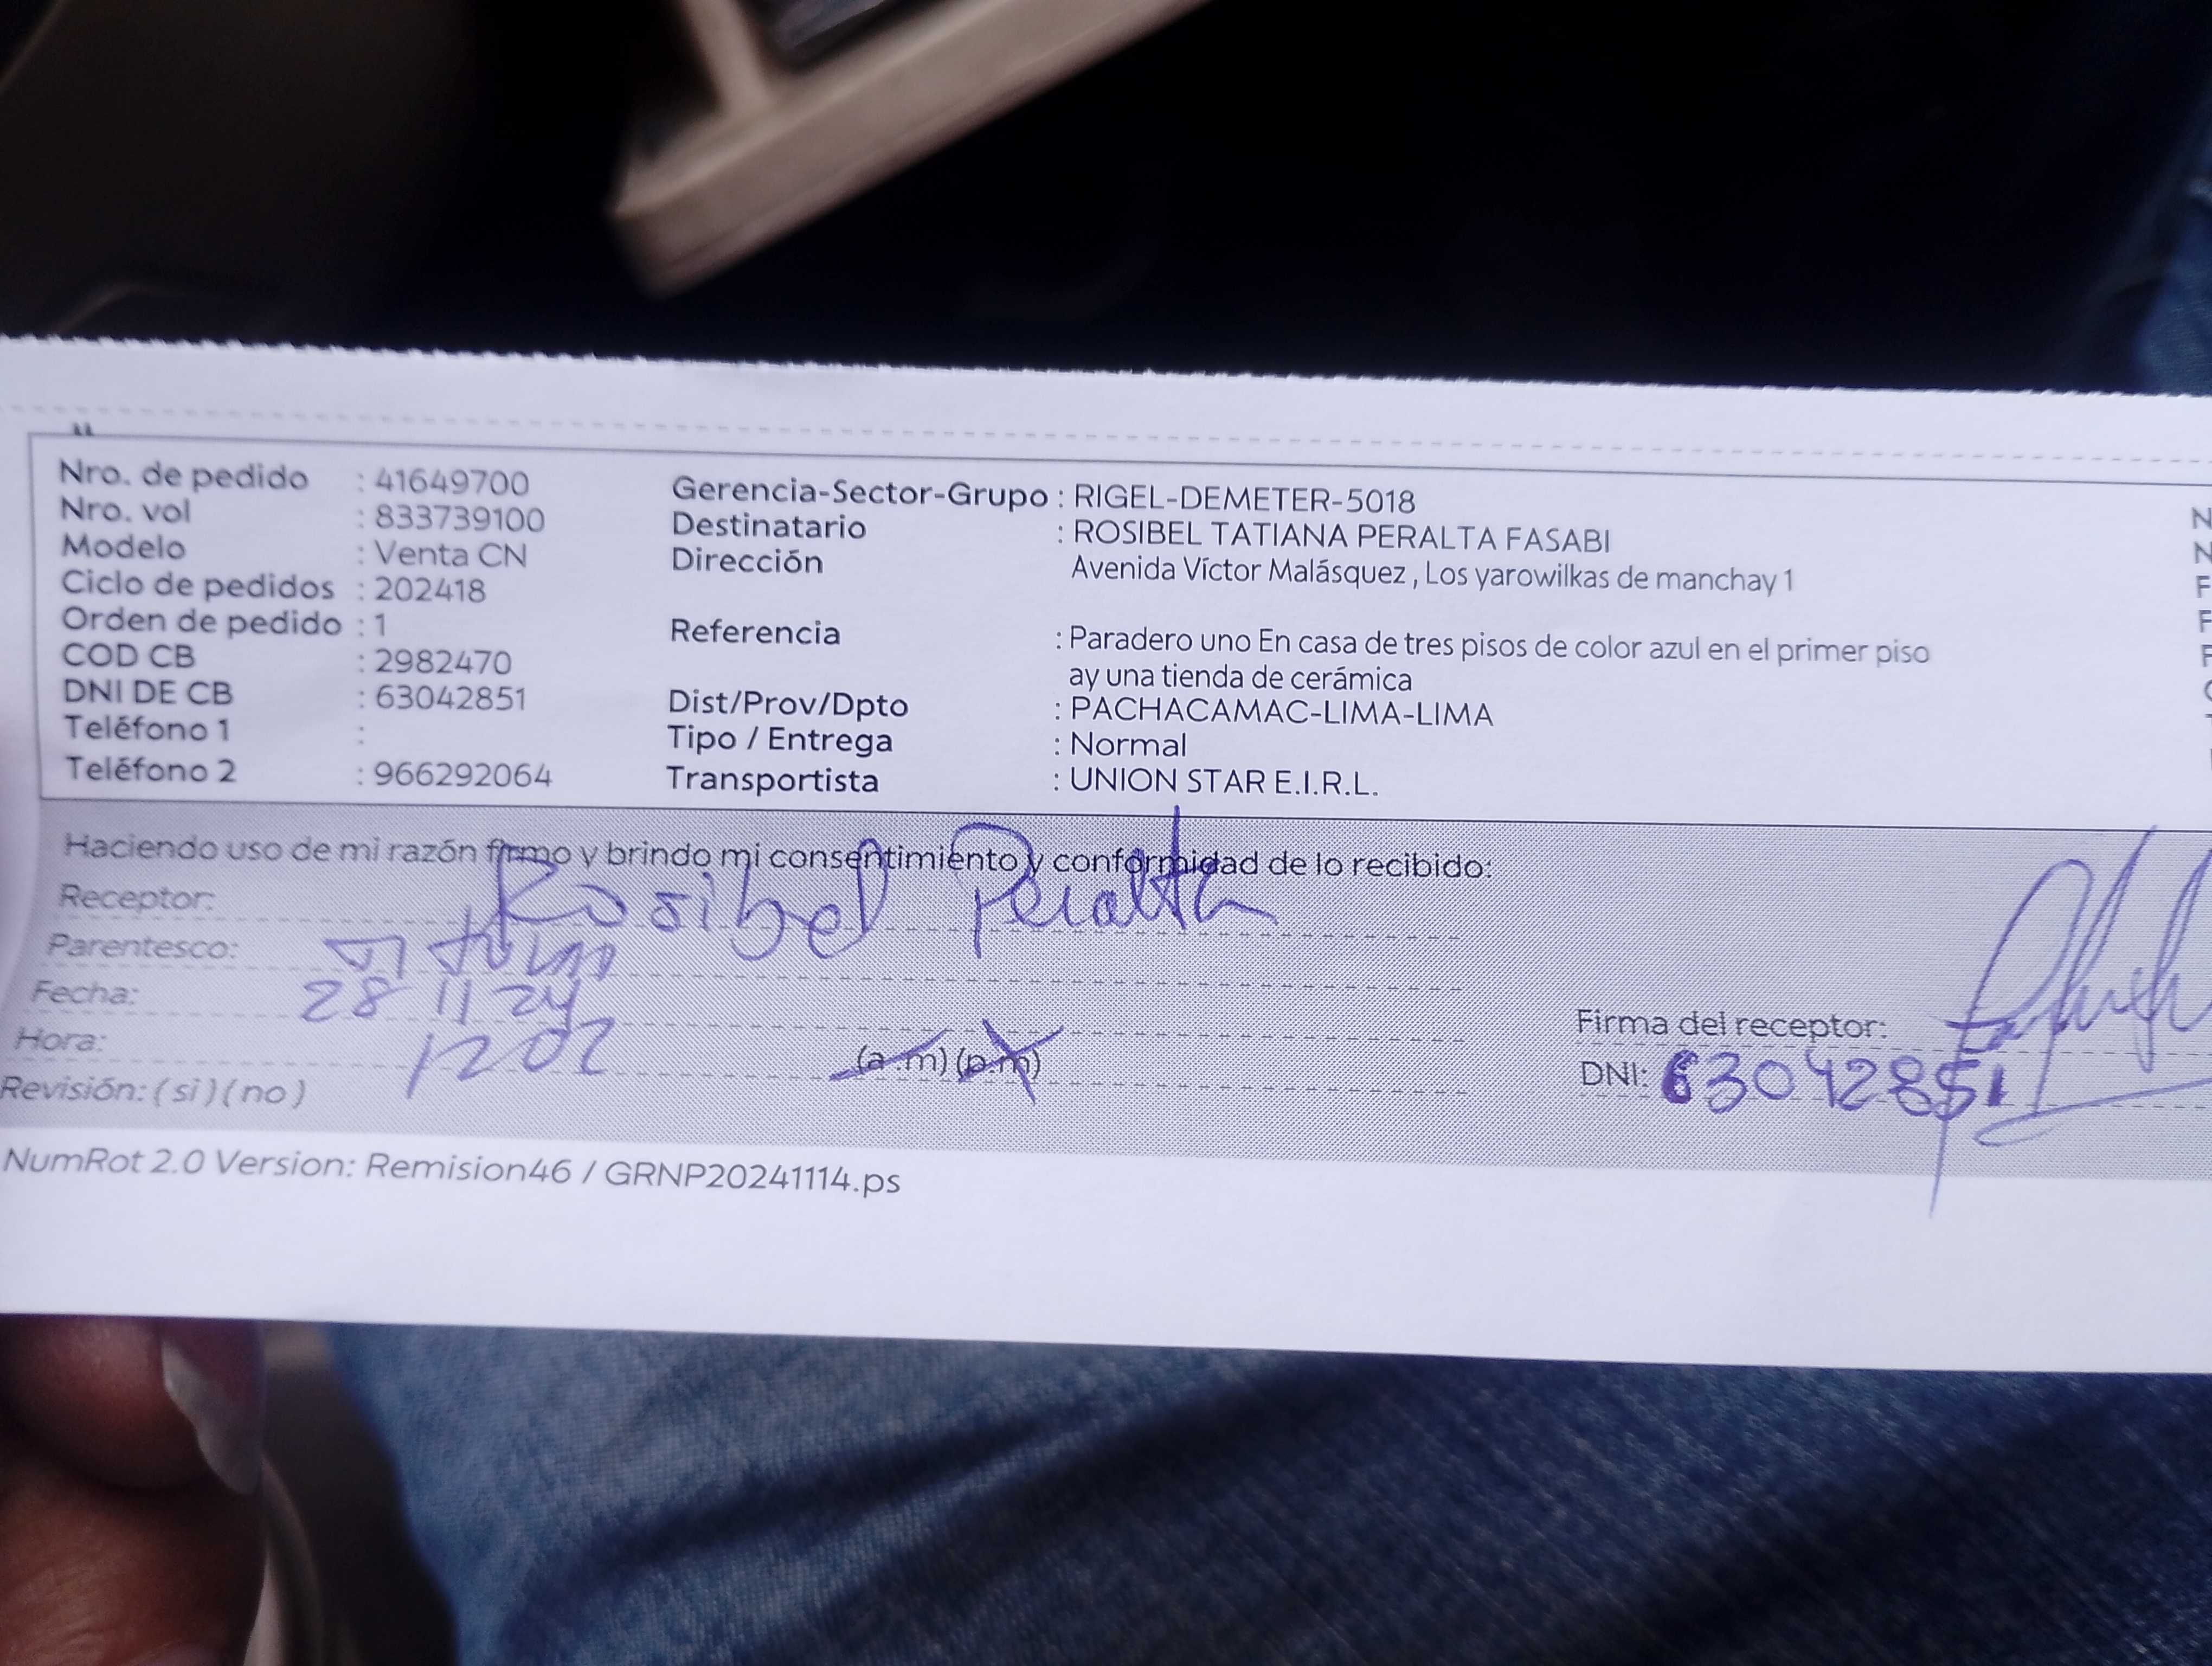 Nro. de pedido : 41649700
Nro. vol : 833739100
Modelo : Venta CN
Ciclo de pedidos : 202418
Orden de pedido : 1
COD CB : 2982470
DNI DE CB : 63042851
Teléfono 1 :
Teléfono 2 : 966292064
Gerencia-Sector-Grupo : RIGEL-DEMETER-5018
Destinatario : ROSIBEL TATIANA PERALTA FASABI
Dirección Avenida Víctor Malásquez , Los yarowilkas de manchay 1
Referencia : Paradero uno En casa de tres pisos de color azul en el primer piso
ay una tienda de cerámica
Dist/Prov/Dpto : PACHACAMAC-LIMA-LIMA
Tipo / Entrega : Normal
Transportista : UNION STAR E.I.R.L.
Haciendo uso de mi razón firmo y brindo mi consentimiento y conformidad de lo recibido:
Receptor: Rosibel Peralta
Parentesco:
Fecha: 28 11 24
Hora: 1202 (a.m) (p.m)
Revisión: ( si ) ( no )
Firma del receptor:
DNI: 63042851
NumRot 2.0 Version: Remision46 / GRNP20241114.ps